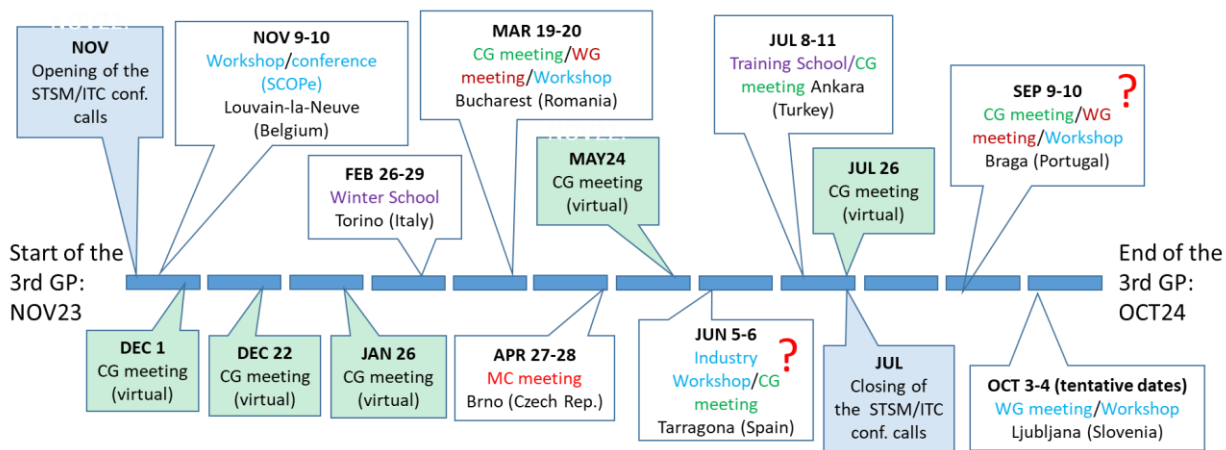 NOV
Opening of the
STSM/ITC conf.
calls
NOV 9-10
Workshop/conference
(SCOPe)
Louvain-la-Neuve
(Belgium)
FEB 26-29
Winter School
Torino (Italy)
MAR 19-20
CG meeting/WG
meeting/Workshop
Bucharest (Romania)
MAY24
CG meeting
(virtual)
JUL 8-11
Training School/CG
meeting Ankara
(Turkey)
JUL 26
CG meeting
(virtual)
SEP 9-10
?
CG meeting/WG
meeting/Workshop
Braga (Portugal)
Start of the
3rd GP:
NOV23
End of the
3rd GP:
OCT24
DEC 1
CG meeting
(virtual)
DEC 22
CG meeting
(virtual)
JAN 26
CG meeting
(virtual)
APR 27-28
MC meeting
Brno (Czech Rep.)
JUN 5-6
?
Industry
Workshop/CG
meeting
Tarragona (Spain)
JUL
Closing of
the STSM/ITC
conf. calls
OCT 3-4 (tentative dates)
WG meeting/Workshop
Ljubljana (Slovenia)